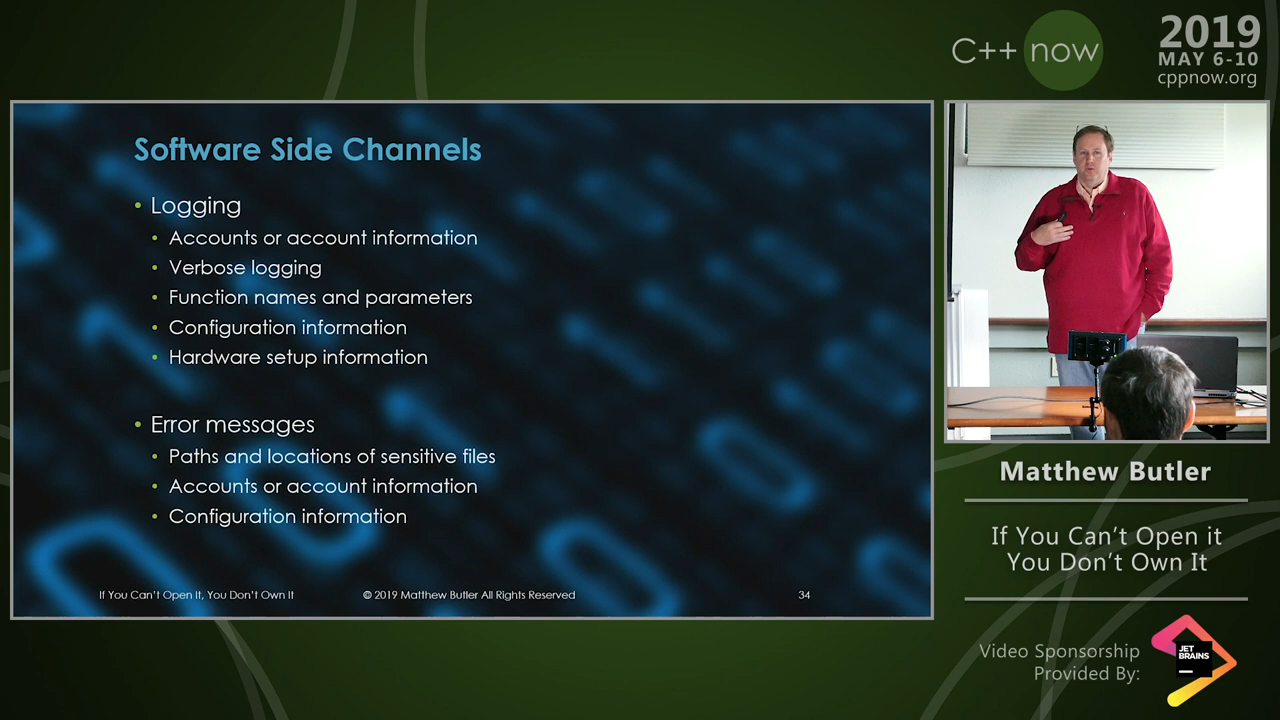 C++ now
2019
MAY 6-10
cppnow.org
Software Side Channels
• Logging
• Accounts or account information
• Verbose logging
• Function names and parameters
• Configuration information
• Hardware setup information
• Error messages
• Paths and locations of sensitive files
• Accounts or account information
• Configuration information
If You Can't Open It, You Don't Own It
© 2019 Matthew Butler All Rights Reserved
34
Matthew Butler
If You Can't Open it
You Don't Own It
Video Sponsorship
Provided By:
JET
BRAINS